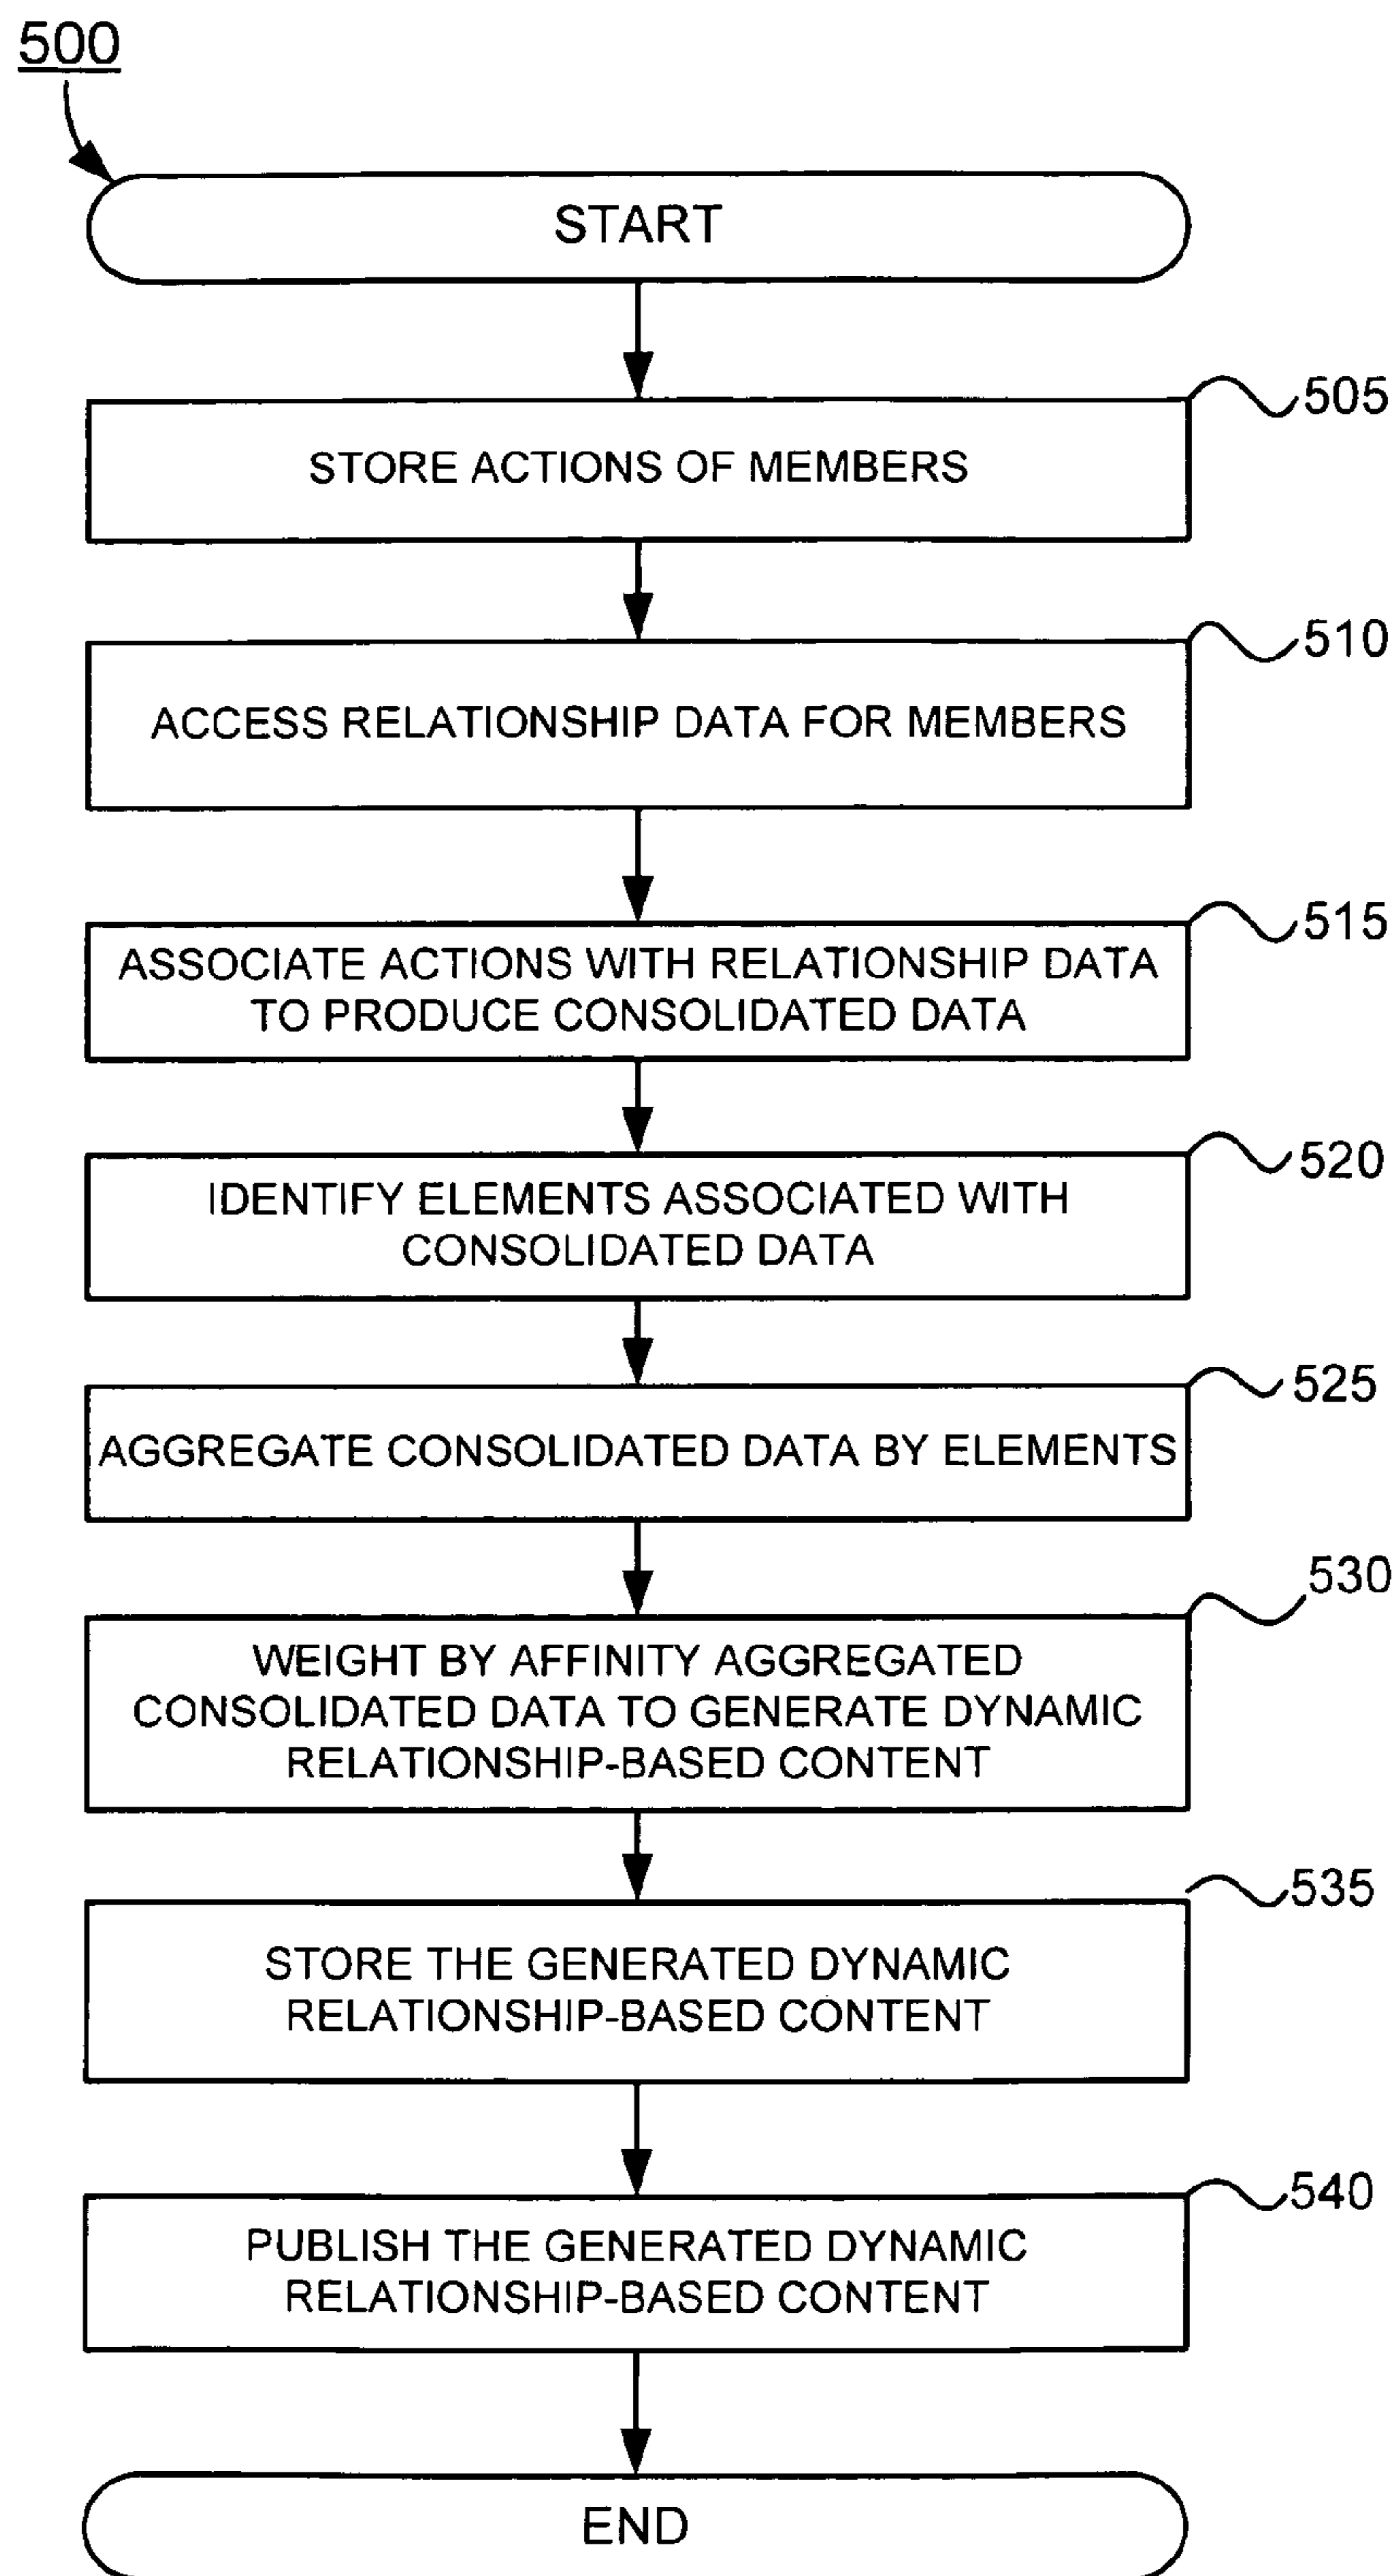 500
START
505
STORE ACTIONS OF MEMBERS
510
ACCESS RELATIONSHIP DATA FOR MEMBERS
515
ASSOCIATE ACTIONS WITH RELATIONSHIP DATA
TO PRODUCE CONSOLIDATED DATA
520
IDENTIFY ELEMENTS ASSOCIATED WITH
CONSOLIDATED DATA
525
AGGREGATE CONSOLIDATED DATA BY ELEMENTS
530
WEIGHT BY AFFINITY AGGREGATED
CONSOLIDATED DATA TO GENERATE DYNAMIC
RELATIONSHIP-BASED CONTENT
535
STORE THE GENERATED DYNAMIC
RELATIONSHIP-BASED CONTENT
540
PUBLISH THE GENERATED DYNAMIC
RELATIONSHIP-BASED CONTENT
END